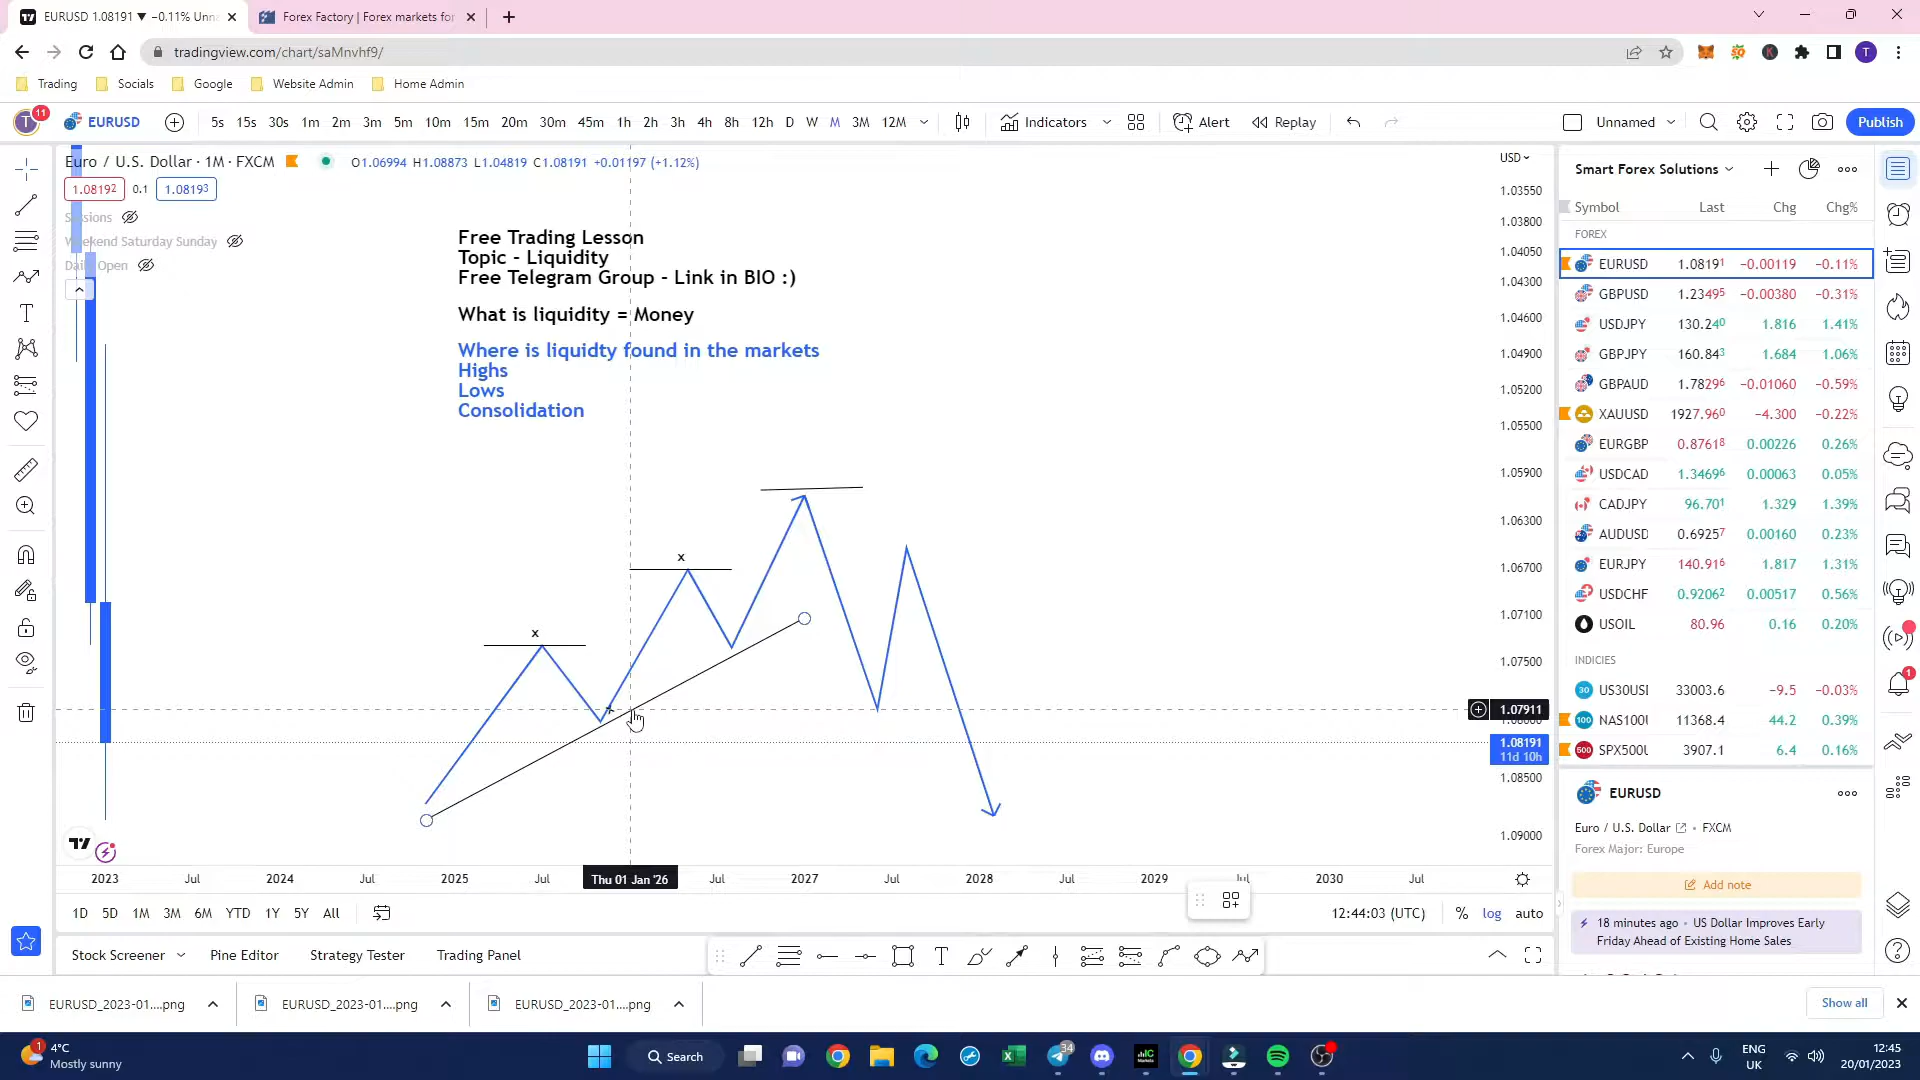 EURUSD 1.08191 ▼ −0.11% Unn
Forex Factory | Forex markets for
tradingview.com/chart/saMnvhf9/
T
Trading
Socials
Google
Website Admin
Home Admin
T
11
EURUSD
5s 15s 30s 1m 2m 3m 5m 10m 15m 20m 30m 45m 1h 2h 3h 4h 8h 12h D W M 3M 12M
Indicators
Alert
Replay
Unnamed
Publish
Euro / U.S. Dollar · 1M · FXCM
O1.06994 H1.08873 L1.04819 C1.08191 +0.01197 (+1.12%)
1.08192 0.1 1.08193
Sessions
Weekend Saturday Sunday
Daily Open
Free Trading Lesson
Topic - Liquidity
Free Telegram Group - Link in BIO :)
What is liquidity = Money
Where is liquidty found in the markets
Highs
Lows
Consolidation
x
x
x
USD
1.03550
1.03800
1.04050
1.04300
1.04600
1.04900
1.05200
1.05500
1.05900
1.06300
1.06700
1.07100
1.07500
1.07911
1.08191
11d 10h
1.08500
1.09000
2023 Jul 2024 Jul 2025 Jul Thu 01 Jan '26 Jul 2027 Jul 2028 Jul 2029 Jul 2030 Jul
1D 5D 1M 3M 6M YTD 1Y 5Y All
12:44:03 (UTC) % log auto
Stock Screener
Pine Editor
Strategy Tester
Trading Panel
Smart Forex Solutions
Symbol Last Chg Chg%
FOREX
EURUSD 1.08191 −0.00119 −0.11%
GBPUSD 1.23495 −0.00380 −0.31%
USDJPY 130.240 1.816 1.41%
GBPJPY 160.843 1.684 1.06%
GBPAUD 1.78296 −0.01060 −0.59%
XAUUSD 1927.960 −4.300 −0.22%
EURGBP 0.87618 0.00226 0.26%
USDCAD 1.34696 0.00063 0.05%
CADJPY 96.701 1.329 1.39%
AUDUSD 0.69257 0.00160 0.23%
EURJPY 140.916 1.817 1.31%
USDCHF 0.92062 0.00517 0.56%
USOIL 80.96 0.16 0.20%
INDICIES
30 US30USD 33003.6 −9.5 −0.03%
100 NAS100U 11368.4 44.2 0.39%
500 SPX500U 3907.1 6.4 0.16%
EURUSD
Euro / U.S. Dollar • FXCM
Forex Major: Europe
Add note
18 minutes ago • US Dollar Improves Early
Friday Ahead of Existing Home Sales
1
EURUSD_2023-01....png
EURUSD_2023-01....png
EURUSD_2023-01....png
Show all
1
4°C
Mostly sunny
Search
34
ENG
UK
12:45
20/01/2023